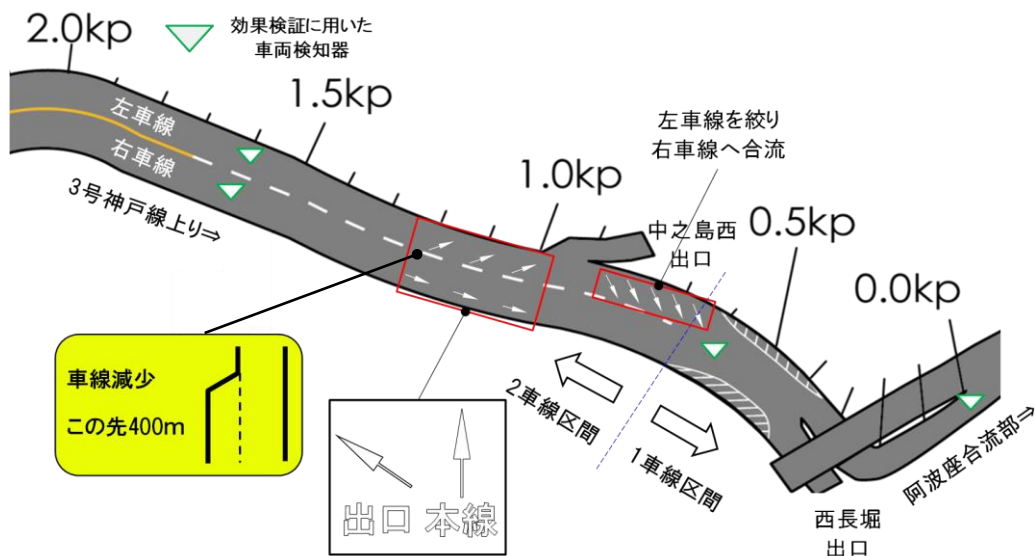 2.0kp
効果検証に用いた
車両検知器
1.5kp
左車線
右車線
3号神戸線上り⇒
左車線を絞り
右車線へ合流
1.0kp
中之島西
出口
0.5kp
0.0kp
車線減少
この先400m
出口 本線
2車線区間
1車線区間
阿波座合流部⇒
西長堀
出口